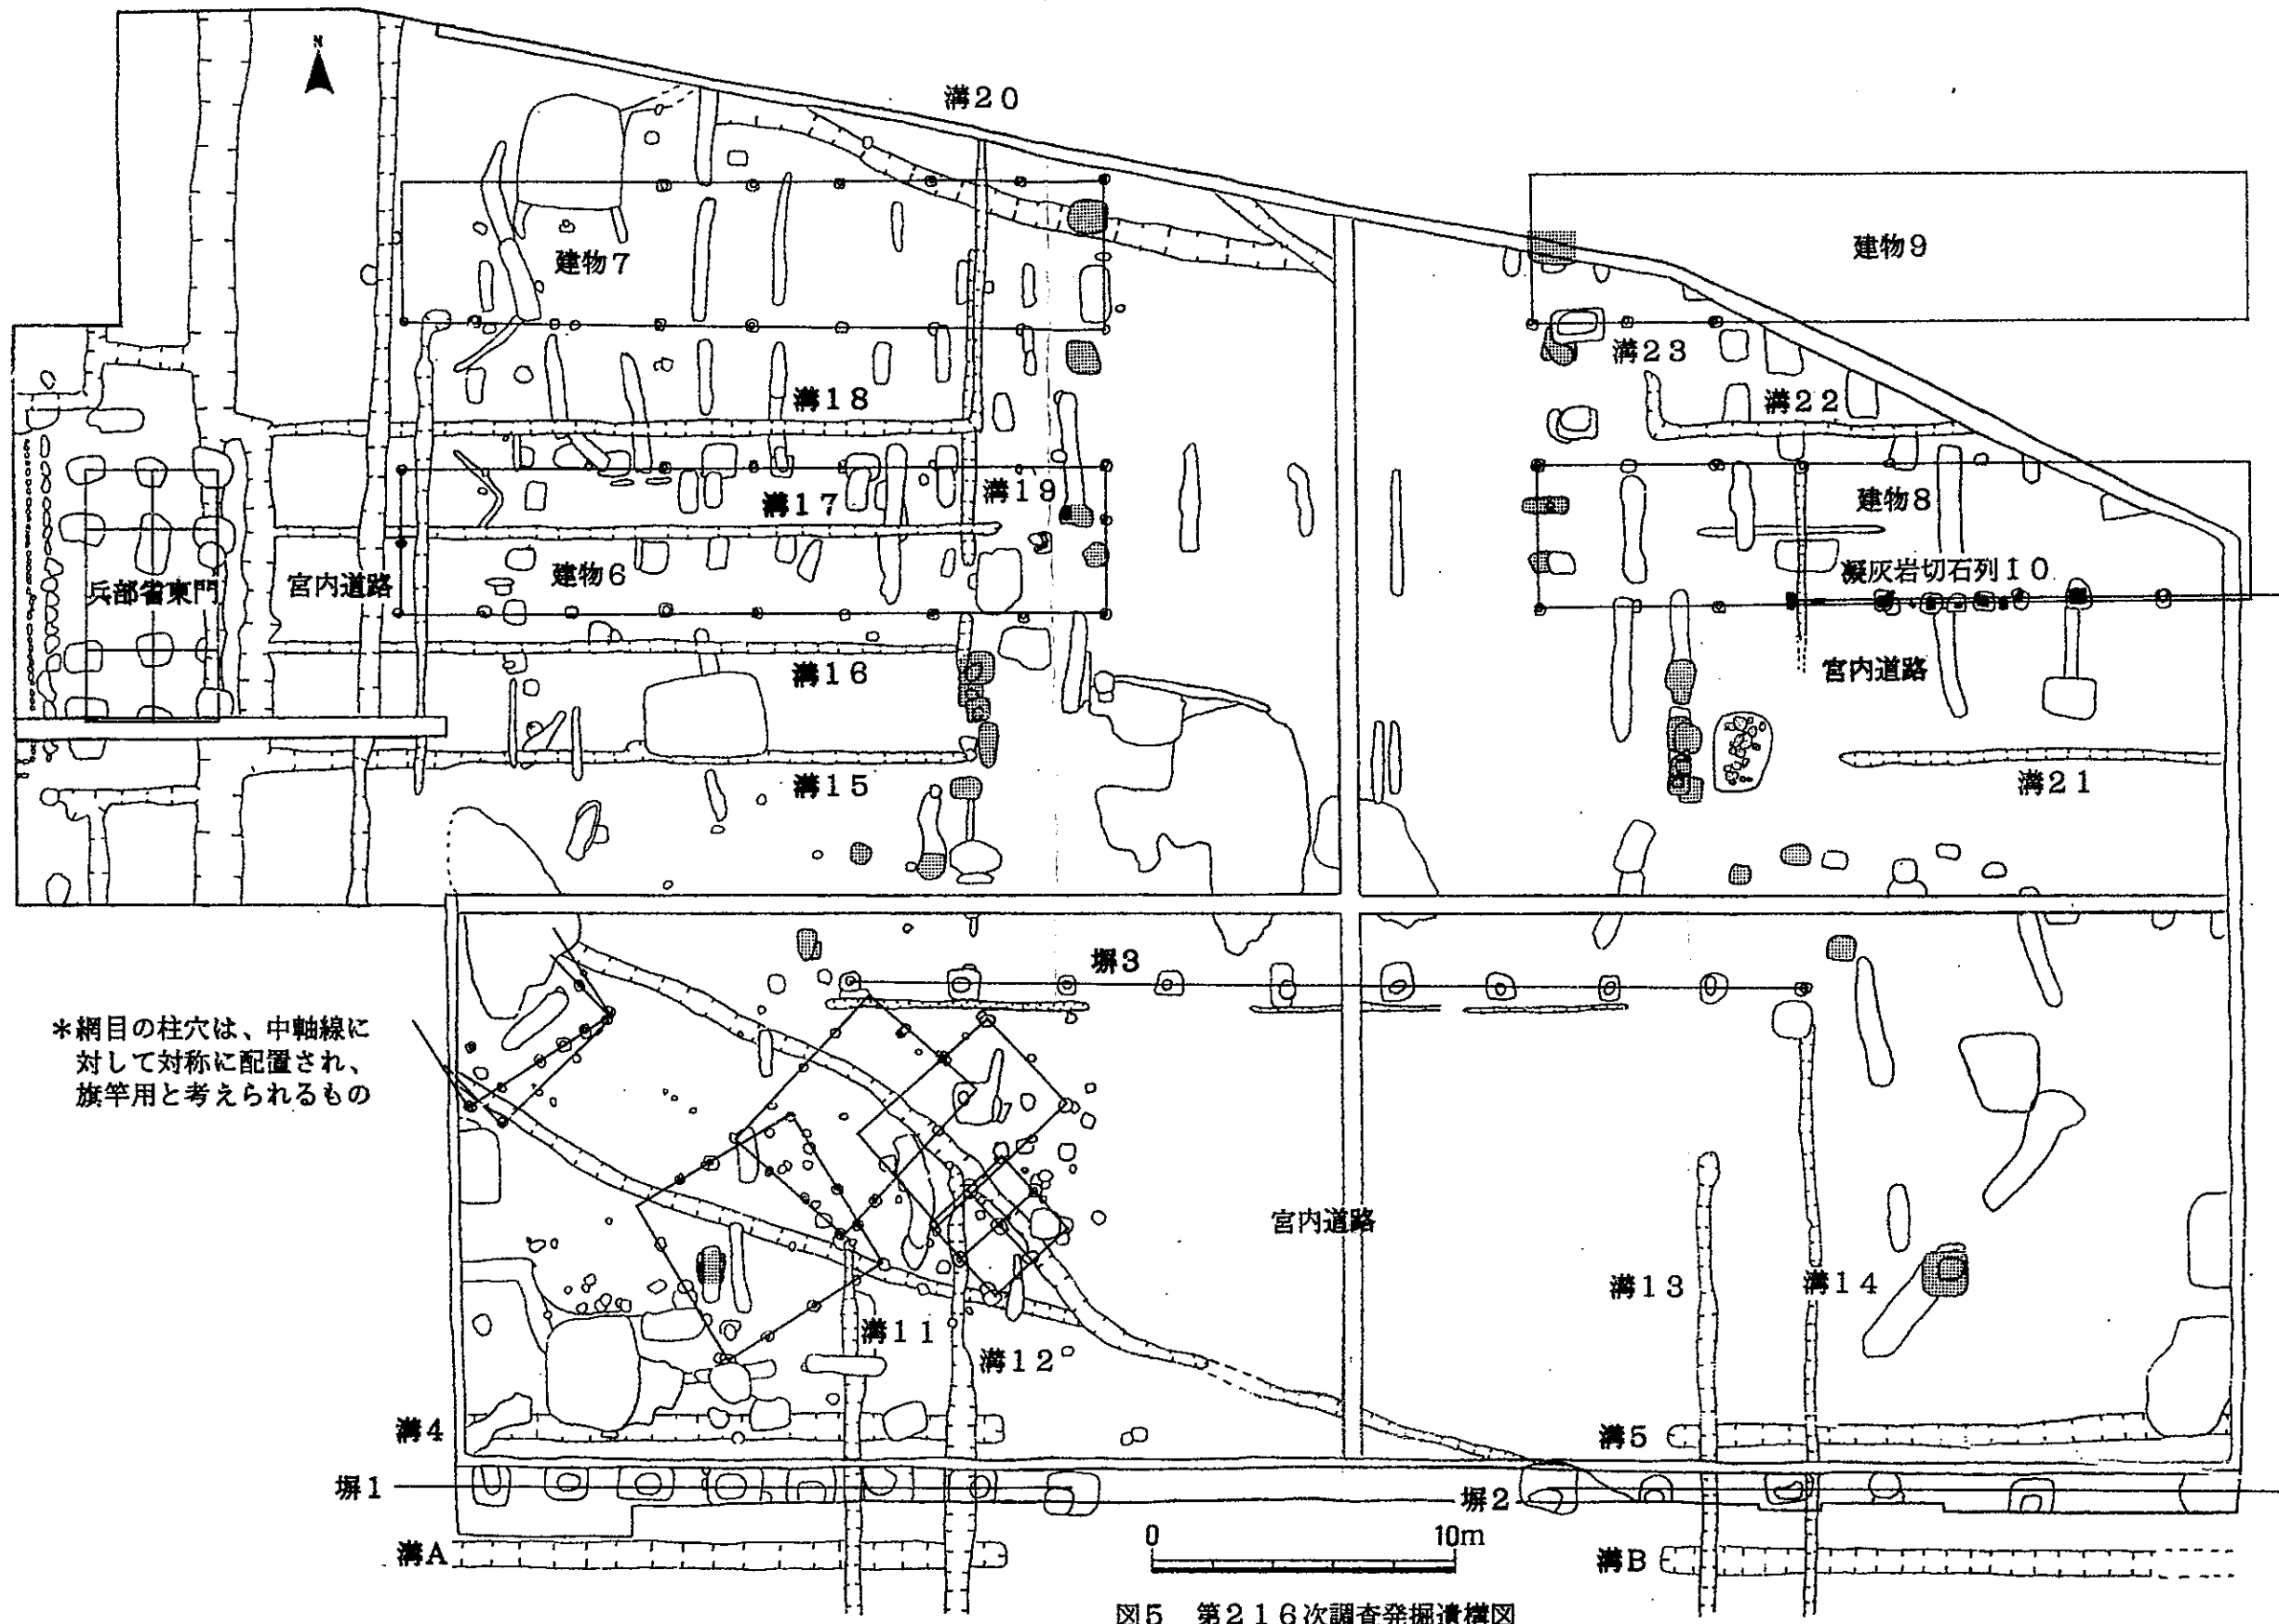 N
溝20
建物7
建物9
溝23
溝18
溝22
溝17
溝19
建物8
建物6
凝灰岩切石列10
兵部省東門
宮内道路
溝16
宮内道路
溝15
溝21
塀3
*網目の柱穴は、中軸線に
対して対称に配置され、
旗竿用と考えられるもの
宮内道路
溝13
溝14
溝11
溝12
溝4
溝5
塀1
塀2
0 10m
溝A
溝B
図5 第216次調査発掘遺構図